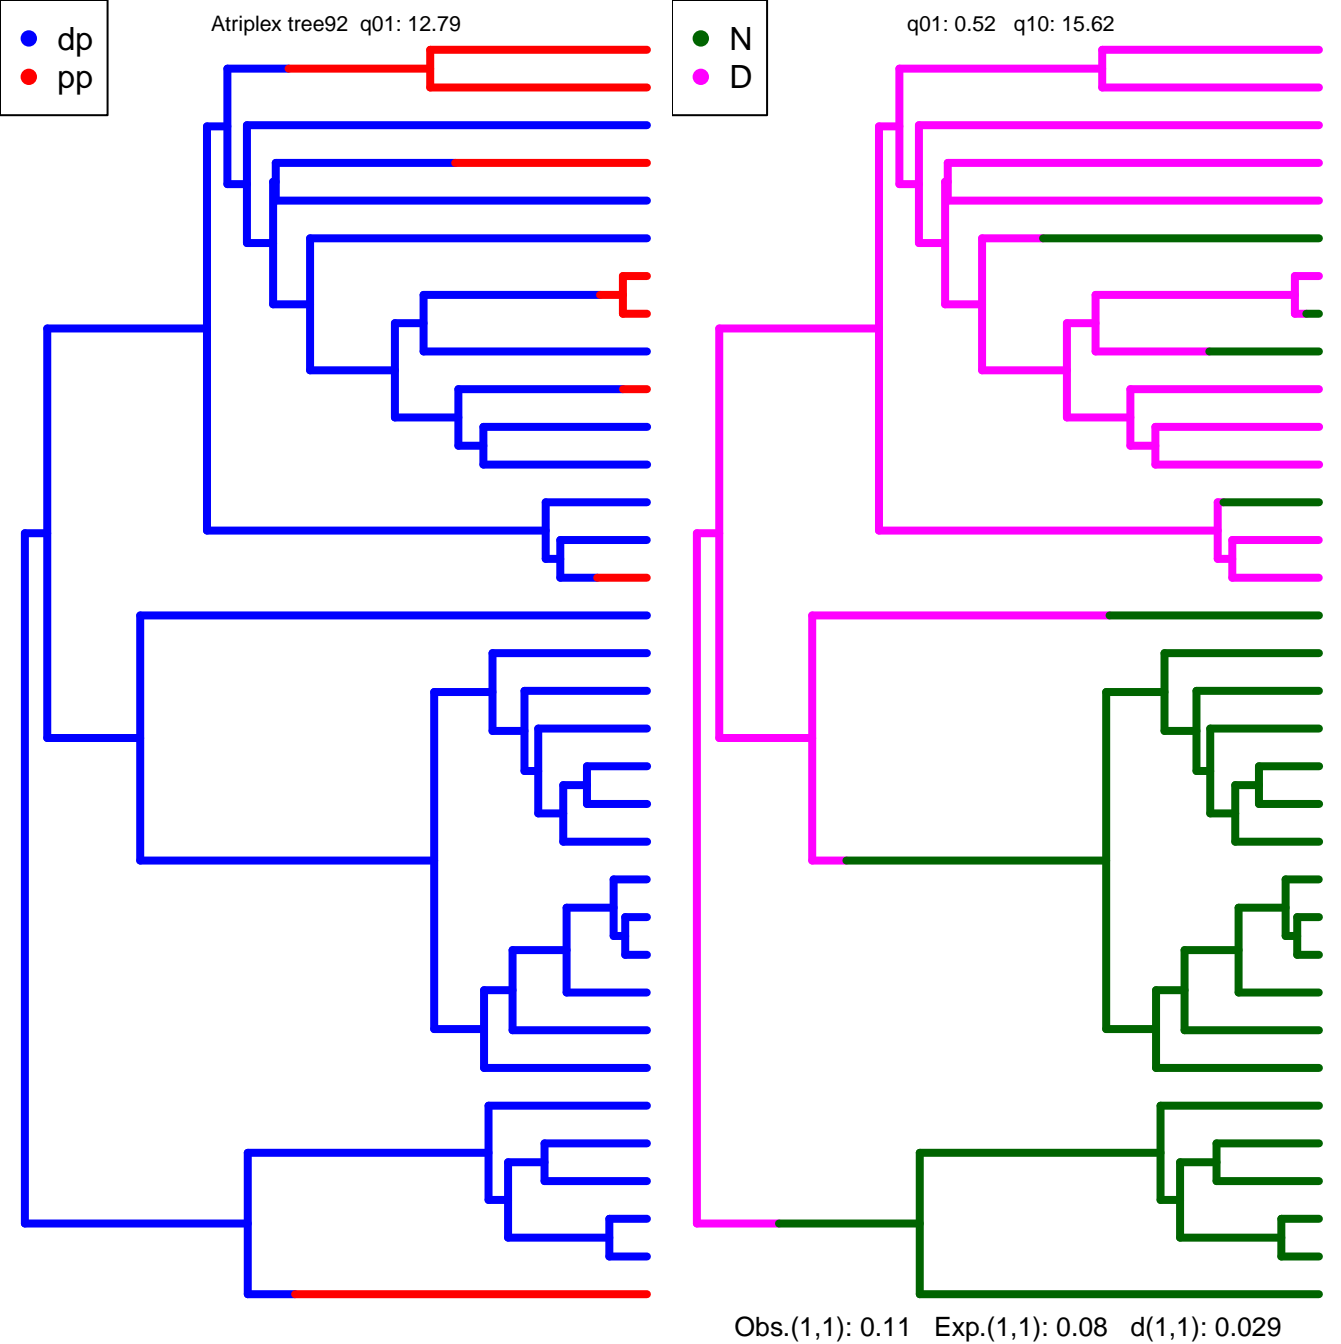 Atriplex tree92  q01: 12.79
dp
pp
q01: 0.52   q10: 15.62
N
D
Obs.(1,1): 0.11   Exp.(1,1): 0.08   d(1,1): 0.029